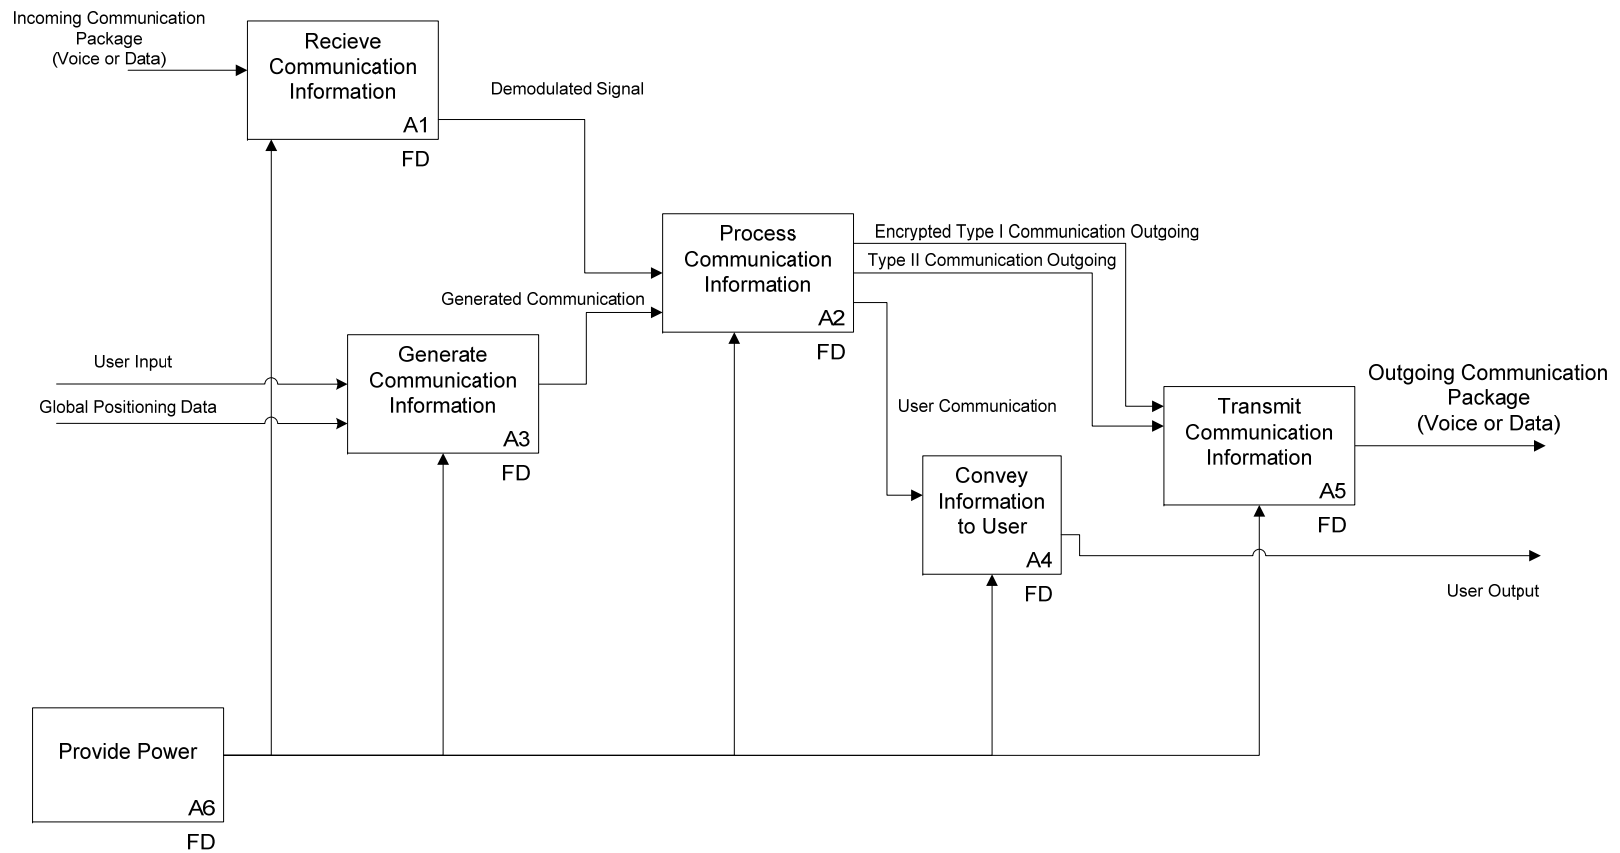 Incoming Communication
Package
(Voice or Data)
Recieve
Communication
Information
A1
FD
Demodulated Signal
Process
Communication
Information
A2
FD
Encrypted Type I Communication Outgoing
Type II Communication Outgoing
Generated Communication
User Input
Global Positioning Data
Generate
Communication
Information
A3
FD
User Communication
Transmit
Communication
Information
A5
FD
Outgoing Communication
Package
(Voice or Data)
Convey
Information
to User
A4
FD
User Output
Provide Power
A6
FD